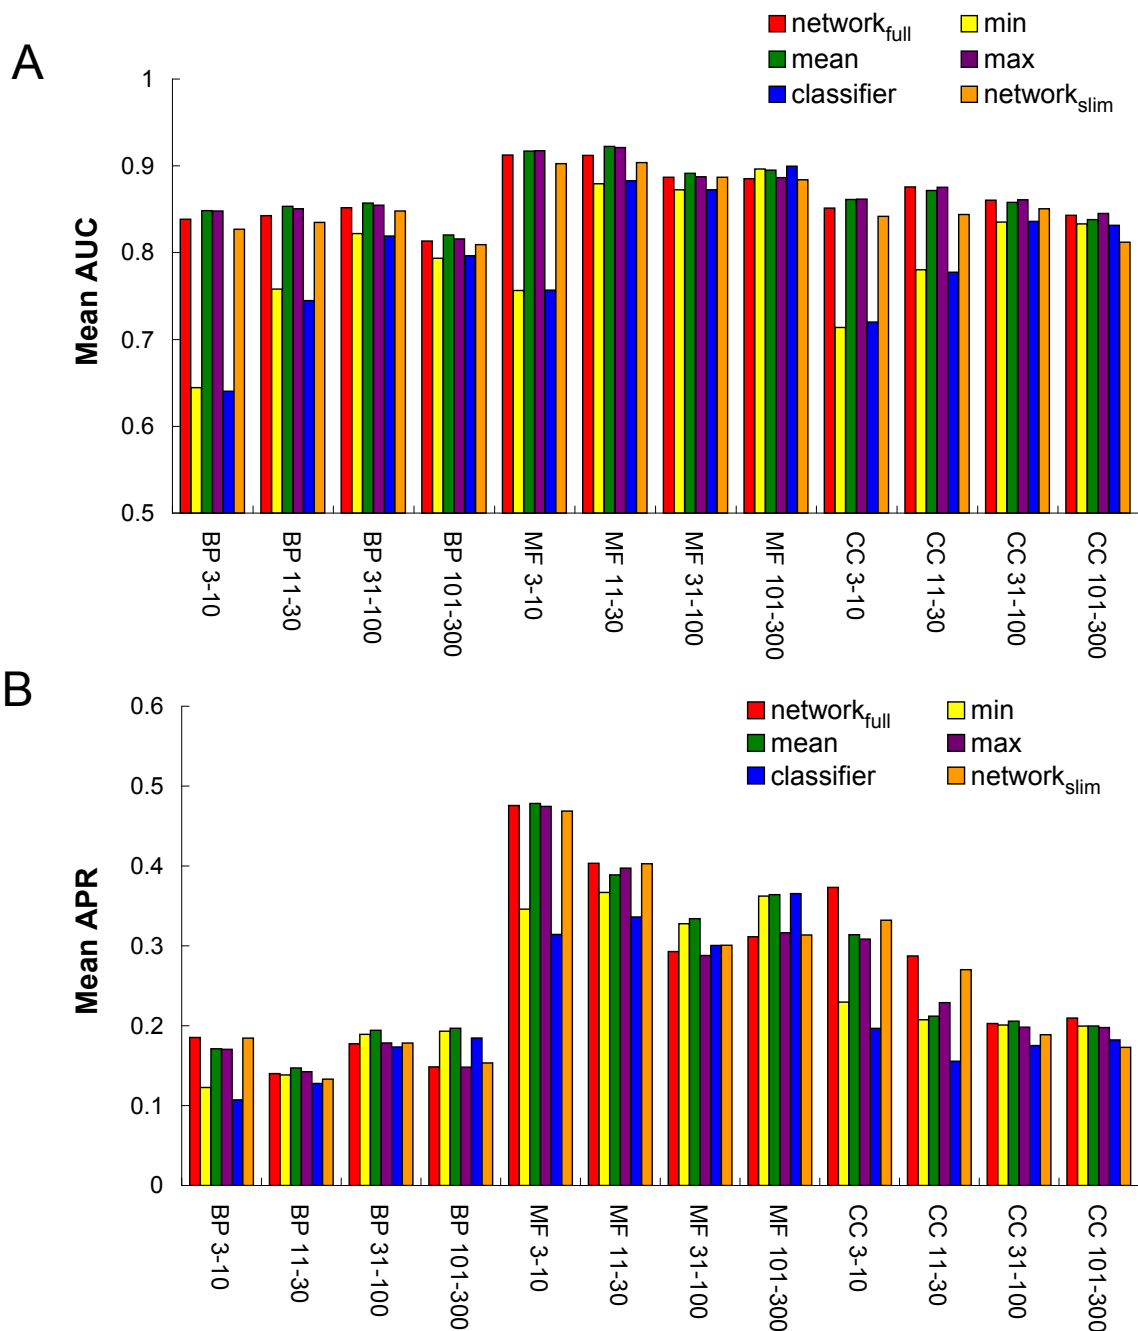 A
network_full min
mean max
classifier network_slim
Mean AUC
1
0.9
0.8
0.7
0.6
0.5
BP 3-10
BP 11-30
BP 31-100
BP 101-300
MF 3-10
MF 11-30
MF 31-100
MF 101-300
CC 3-10
CC 11-30
CC 31-100
CC 101-300
B
network_full min
mean max
classifier network_slim
Mean APR
0.6
0.5
0.4
0.3
0.2
0.1
0
BP 3-10
BP 11-30
BP 31-100
BP 101-300
MF 3-10
MF 11-30
MF 31-100
MF 101-300
CC 3-10
CC 11-30
CC 31-100
CC 101-300